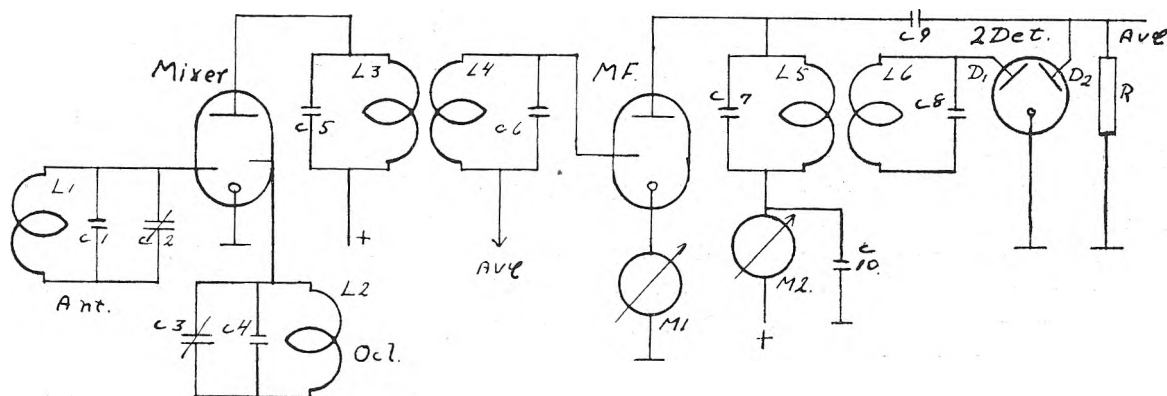 Mixer
L1
C1
C2
Ant.
C3
C4
L2
Ocl.
L3
C5
+
L4
C6
AVC
MF.
M1
C7
L5
L6
C8
M2.
+
C10.
C9
2Det.
D1
D2
R
AVC